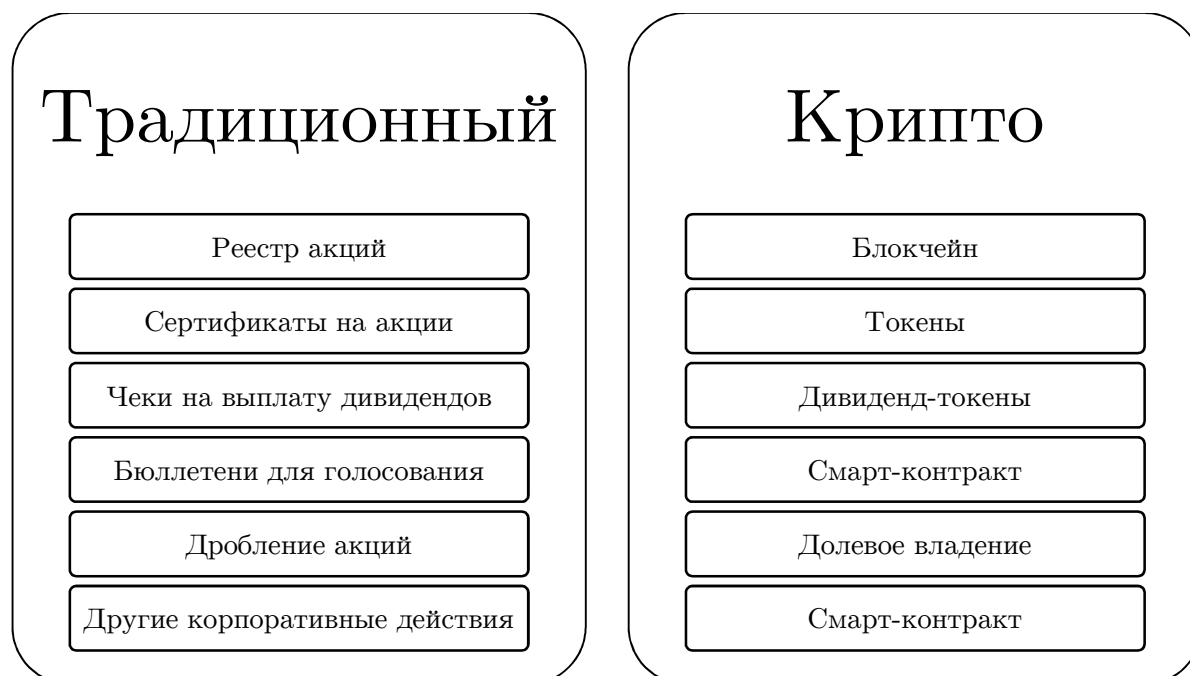 Традиционный
Реестр акций
Сертификаты на акции
Чеки на выплату дивидендов
Бюллетени для голосования
Дробление акций
Другие корпоративные действия
Крипто
Блокчейн
Токены
Дивиденд-токены
Смарт-контракт
Долевое владение
Смарт-контракт